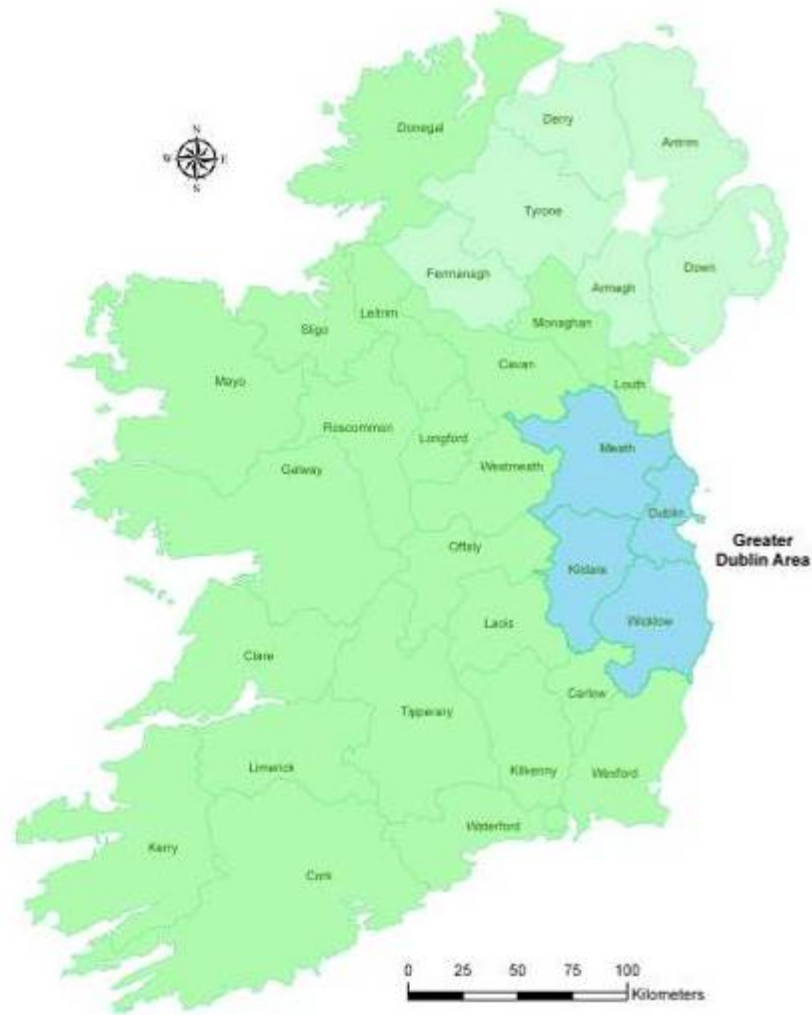 Donegal
Derry
Antrim
N
W E
S
Tyrone
Fermanagh
Armagh
Down
Leitrim
Sligo
Monaghan
Cavan
Mayo
Louth
Roscommon
Longford
Meath
Galway
Westmeath
Dublin
Greater
Dublin Area
Offaly
Kildare
Laois
Wicklow
Clare
Carlow
Tipperary
Limerick
Kilkenny
Wexford
Waterford
Kerry
Cork
0 25 50 75 100
Kilometers